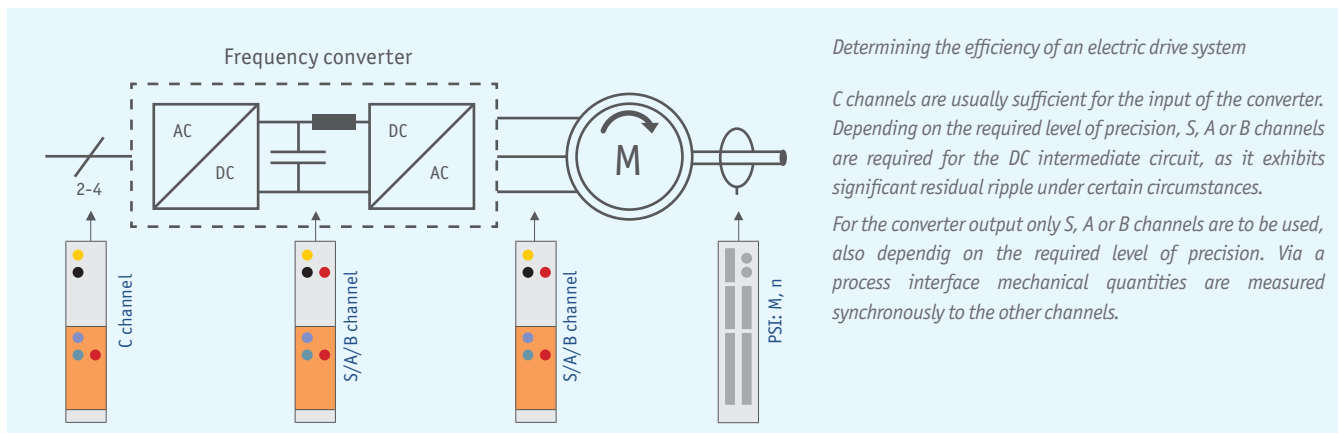 Frequency converter
AC
DC
DC
AC
M
2-4
C channel
S/A/B channel
S/A/B channel
PSI: M, n
Determining the efficiency of an electric drive system
C channels are usually sufficient for the input of the converter.
Depending on the required level of precision, S, A or B channels
are required for the DC intermediate circuit, as it exhibits
significant residual ripple under certain circumstances.
For the converter output only S, A or B channels are to be used,
also dependig on the required level of precision. Via a
process interface mechanical quantities are measured
synchronously to the other channels.